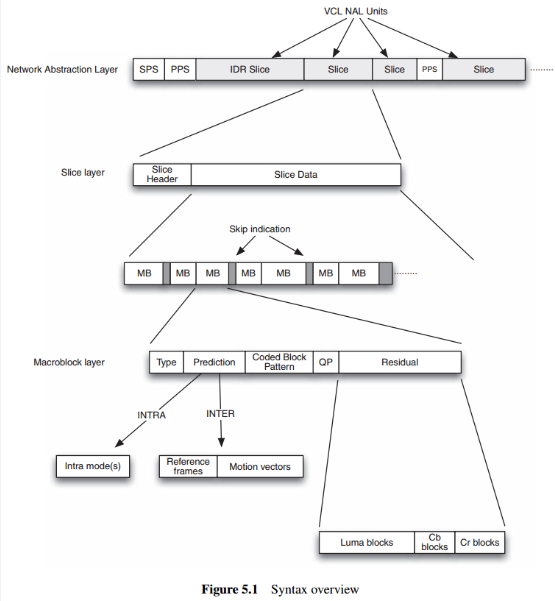 VCL NAL Units
Network Abstraction Layer
SPS PPS IDR Slice Slice Slice PPS Slice
Slice layer
Slice Header Slice Data
Skip indication
MB MB MB MB MB MB MB
Macroblock layer
Type Prediction Coded Block Pattern QP Residual
INTRA INTER
Intra mode(s) Reference frames Motion vectors
Luma blocks Cb blocks Cr blocks
Figure 5.1 Syntax overview